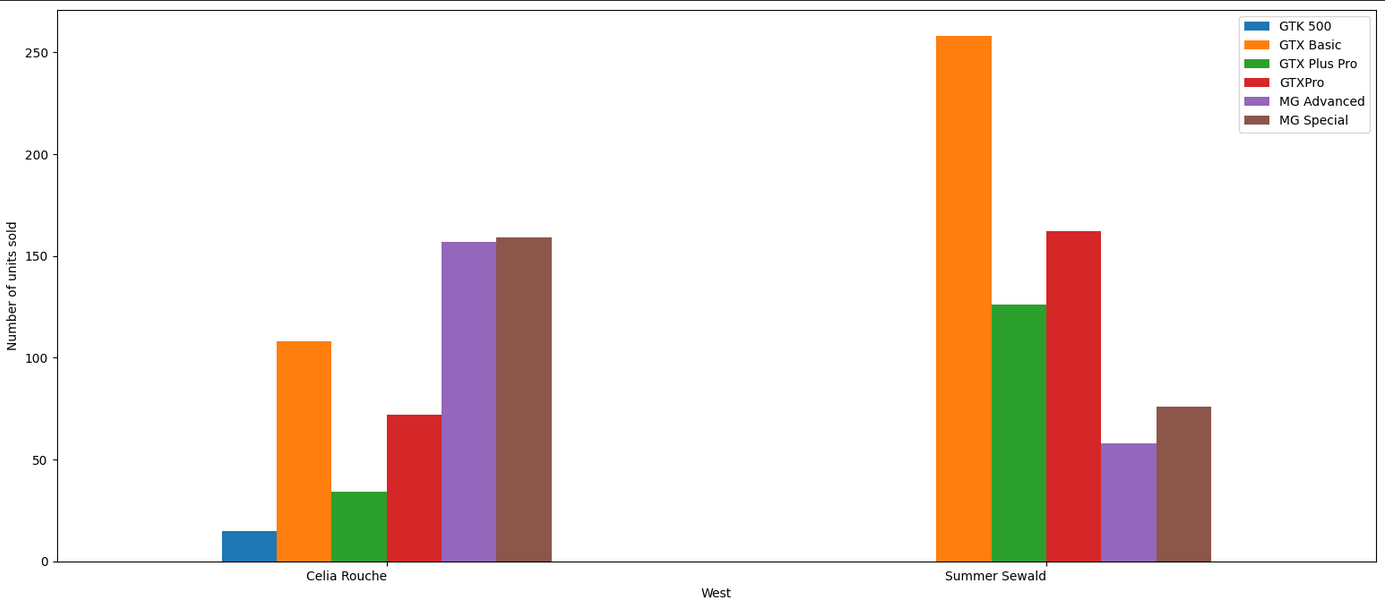 GTK 500
GTX Basic
GTX Plus Pro
GTXPro
MG Advanced
MG Special
250
200
150
100
50
0
Number of units sold
Celia Rouche
Summer Sewald
West